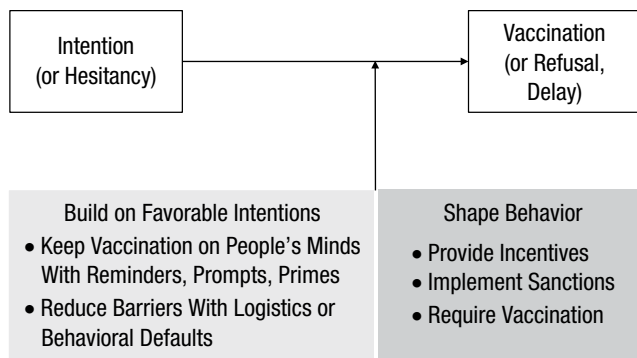 Intention
(or Hesitancy)
Vaccination
(or Refusal,
Delay)
Build on Favorable Intentions
• Keep Vaccination on People’s Minds
With Reminders, Prompts, Primes
• Reduce Barriers With Logistics or
Behavioral Defaults
Shape Behavior
• Provide Incentives
• Implement Sanctions
• Require Vaccination